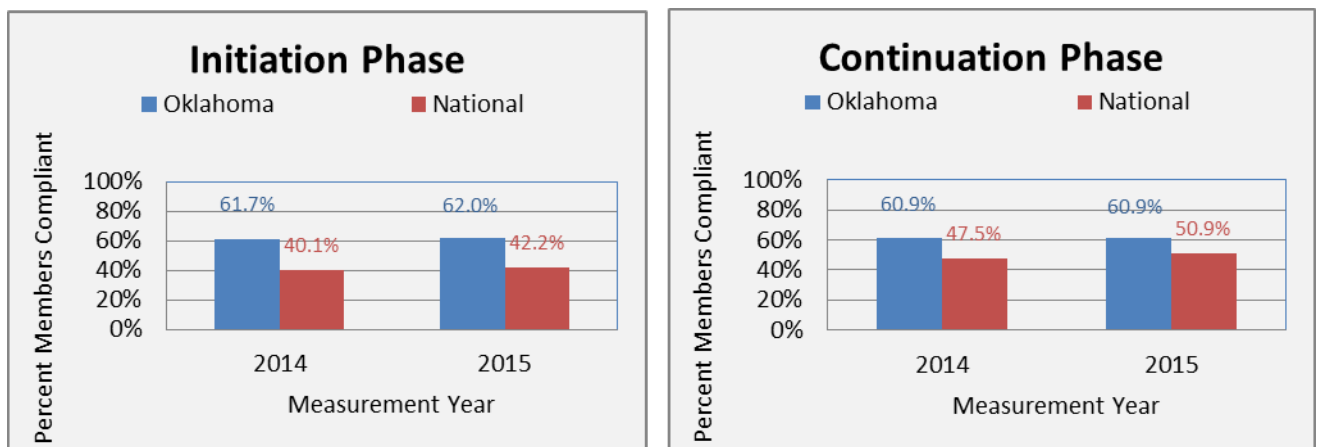 Initiation Phase
Oklahoma National
Percent Members Compliant
100%
80%
60%
40%
20%
0%
61.7%
40.1%
62.0%
42.2%
2014 2015
Measurement Year
Continuation Phase
Oklahoma National
Percent Members Compliant
100%
80%
60%
40%
20%
0%
60.9%
47.5%
60.9%
50.9%
2014 2015
Measurement Year